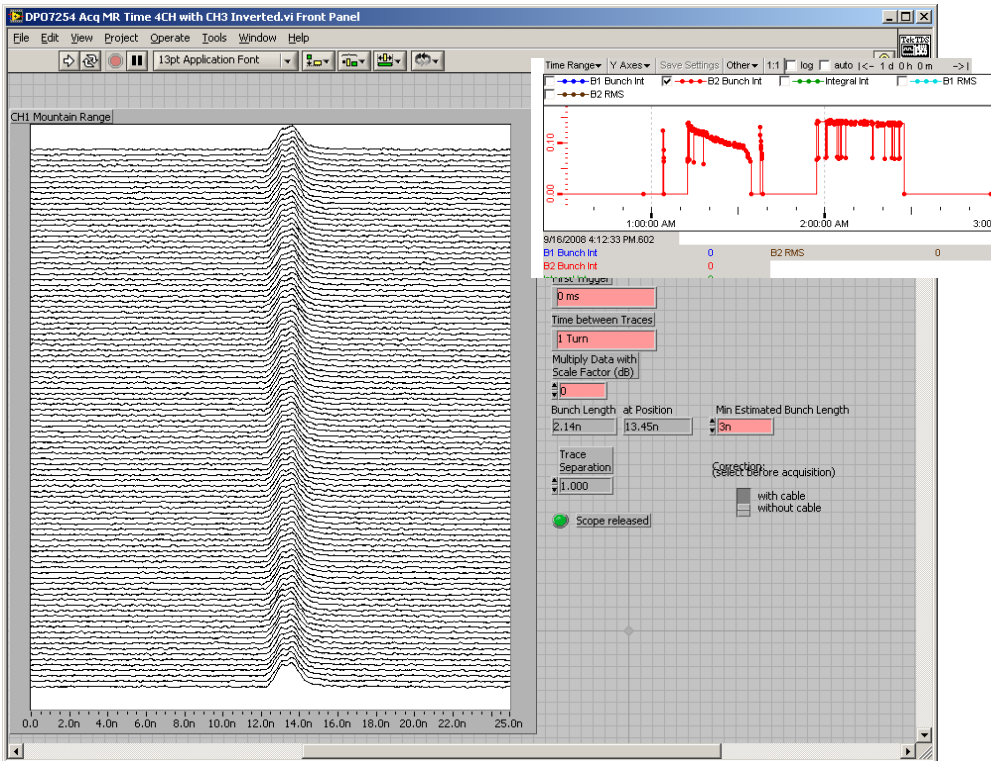 DPO7254 Acq MR Time 4CH with CH3 Inverted.vi Front Panel
File Edit View Project Operate Tools Window Help
13pt Application Font
Tek TDS
Time Range Y Axes Save Settings Other 1:1 log auto |<- 1 d 0 h 0 m ->|
B1 Bunch Int B2 Bunch Int Integral Int B1 RMS
B2 RMS
0.10
0.00
1:00:00 AM 2:00:00 AM 3:00
9/16/2008 4:12:33 PM.602
B1 Bunch Int 0 B2 RMS 0
B2 Bunch Int 0
CH1 Mountain Range
First Trigger
0 ms
Time between Traces
1 Turn
Multiply Data with
Scale Factor (dB)
0
Bunch Length at Position Min Estimated Bunch Length
2.14n 13.45n 3n
Trace
Separation
1.000
Correction:
(select before acquisition)
with cable
without cable
Scope released
0.0 2.0n 4.0n 6.0n 8.0n 10.0n 12.0n 14.0n 16.0n 18.0n 20.0n 22.0n 25.0n